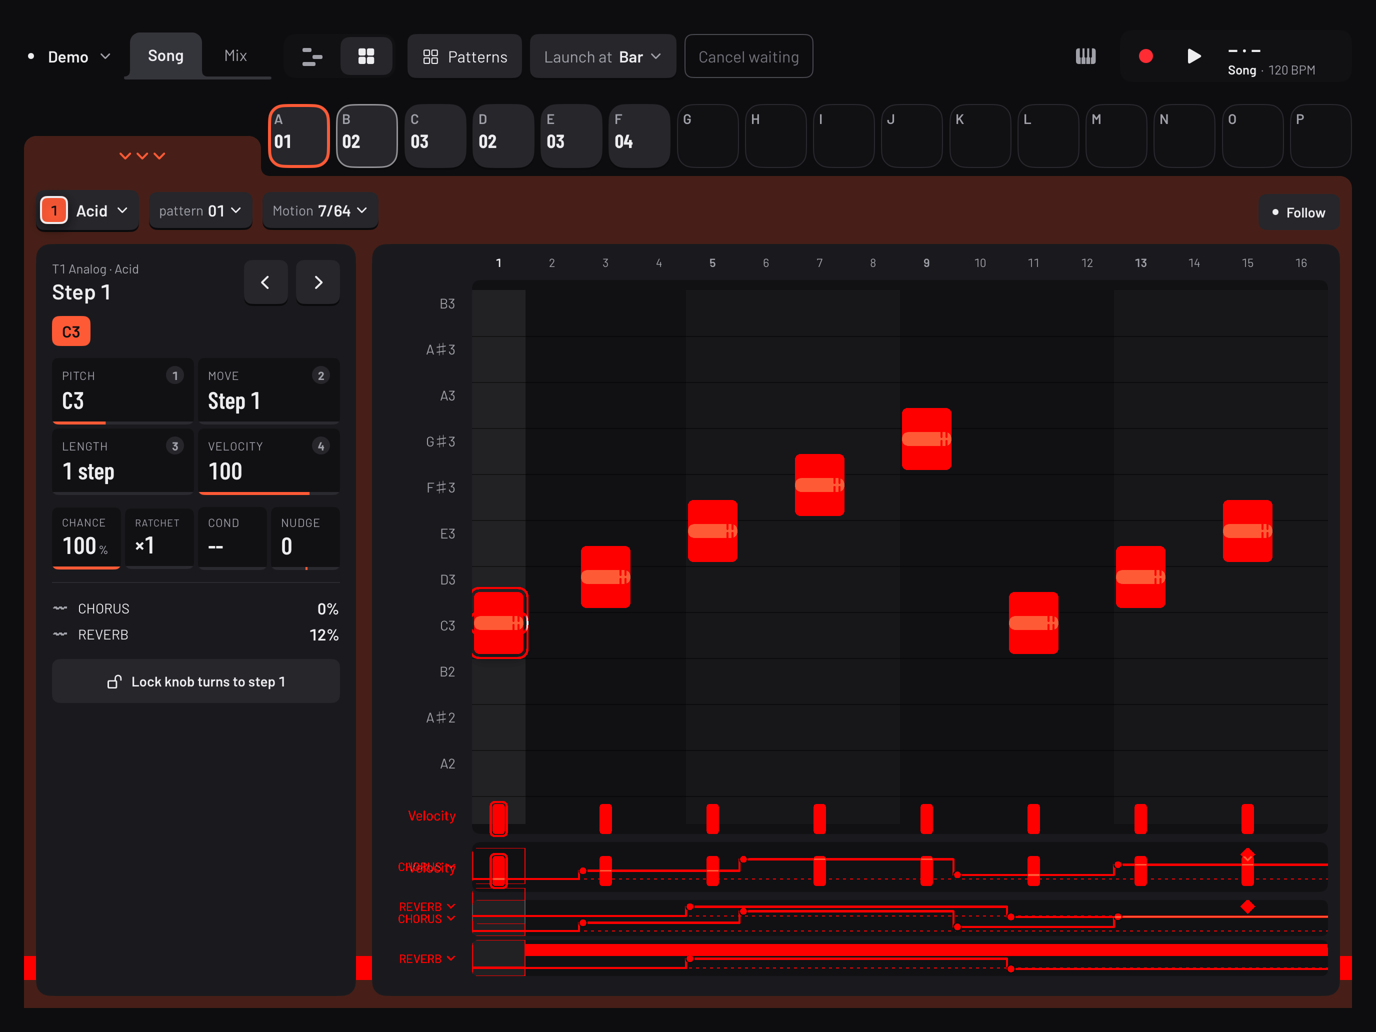 Demo
Song
Mix
Patterns
Launch at Bar
Cancel waiting
Song · 120 BPM
A
01
B
02
C
03
D
02
E
03
F
04
G
H
I
J
K
L
M
N
O
P
1
Acid
pattern 01
Motion 7/64
Follow
T1 Analog · Acid
Step 1
C3
PITCH
1
C3
MOVE
2
Step 1
LENGTH
3
1 step
VELOCITY
4
100
CHANCE
100%
RATCHET
×1
COND
--
NUDGE
0
CHORUS
0%
REVERB
12%
Lock knob turns to step 1
1 2 3 4 5 6 7 8 9 10 11 12 13 14 15 16
B3
A♯3
A3
G♯3
F♯3
E3
D3
C3
B2
A♯2
A2
Velocity
CHORUS
Velocity
REVERB
CHORUS
REVERB